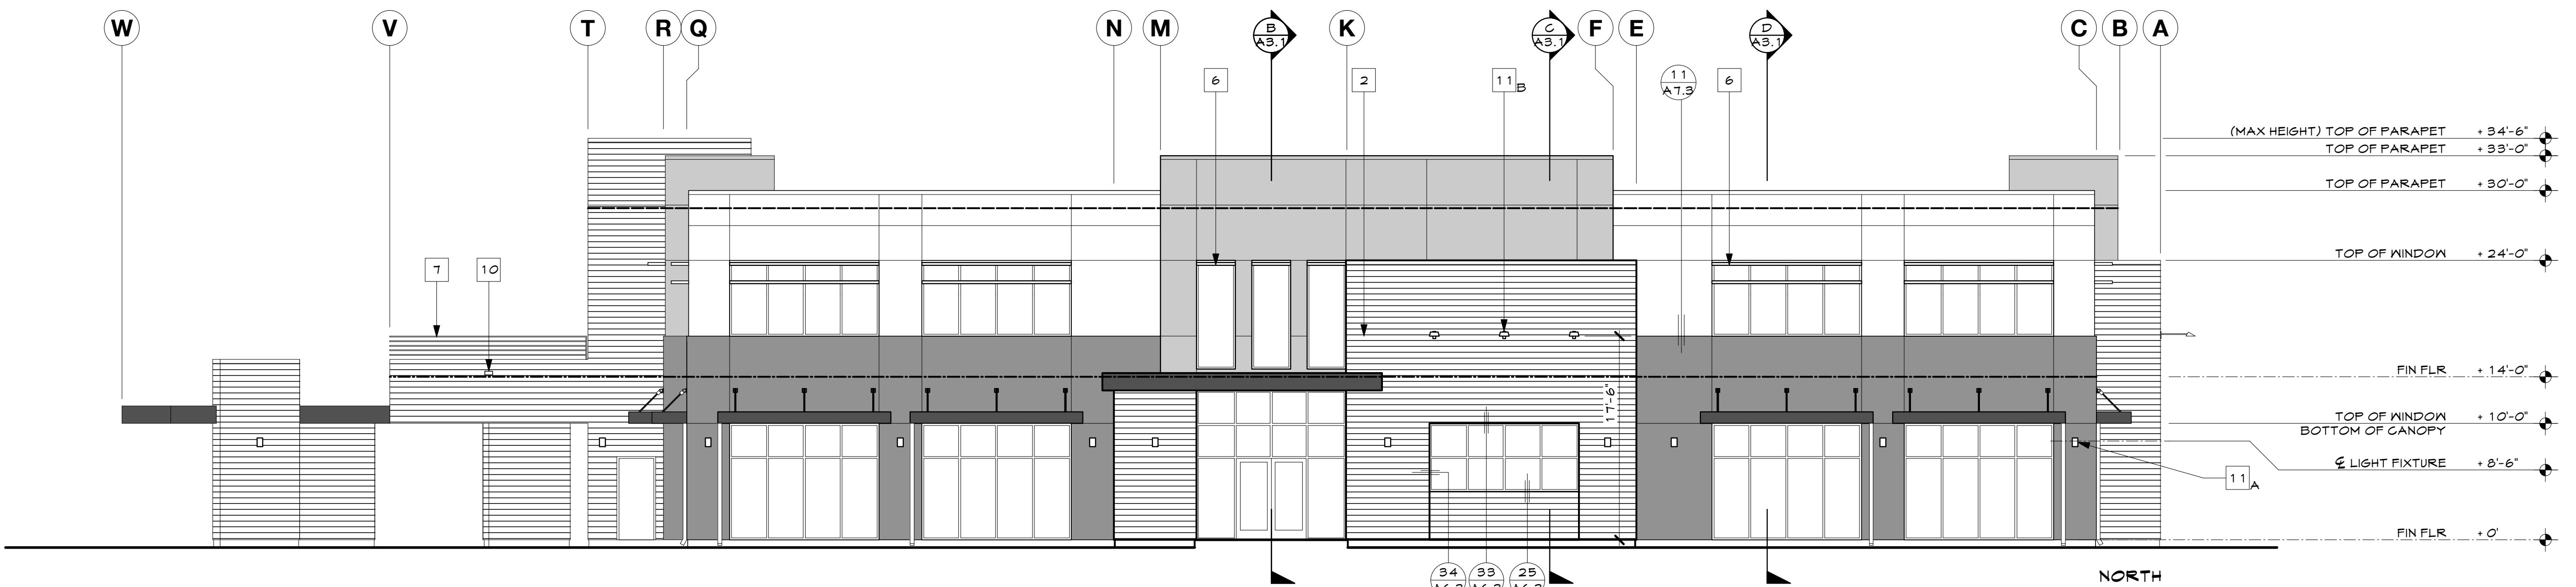 W V T R Q N M B K C F E D C B A
A3.1 A3.1 A3.1
6 2 11 B 11 6
A7.3
(MAX HEIGHT) TOP OF PARAPET + 34'-6"
TOP OF PARAPET + 33'-0"
TOP OF PARAPET + 30'-0"
TOP OF WINDOW + 24'-0"
7 10
FIN FLR + 14'-0"
17'-6"
TOP OF WINDOW + 10'-0"
BOTTOM OF CANOPY
℄ LIGHT FIXTURE + 8'-6"
11 A
FIN FLR + 0'
34 33 25
NORTH